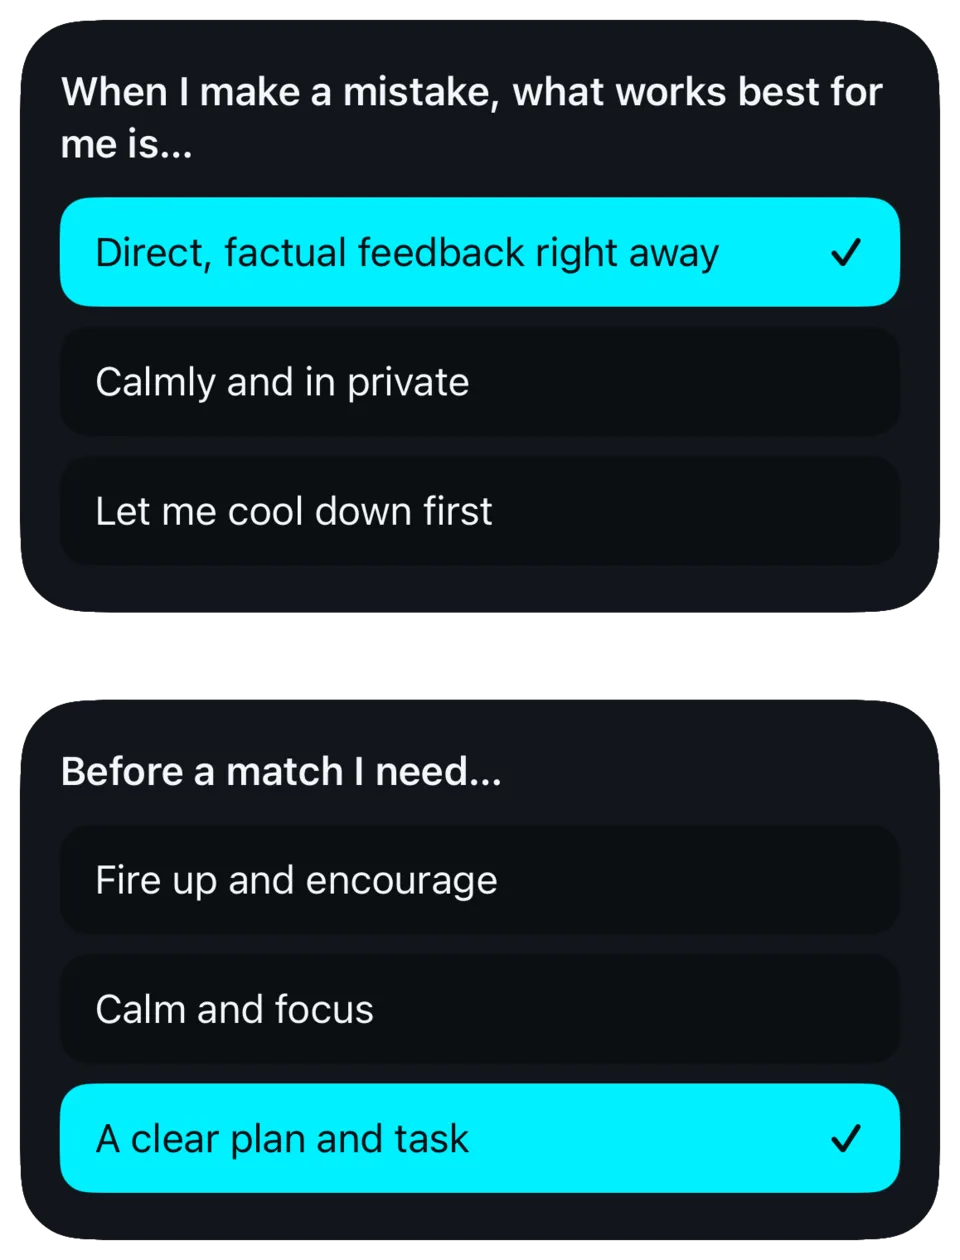 When I make a mistake, what works best for
me is...
Direct, factual feedback right away
Calmly and in private
Let me cool down first
Before a match I need...
Fire up and encourage
Calm and focus
A clear plan and task